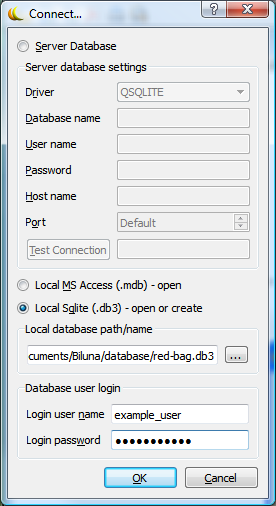 Connect...
Server Database
Server database settings
Driver QSQLITE
Database name
User name
Password
Host name
Port Default
Test Connection
Local MS Access (.mdb) - open
Local Sqlite (.db3) - open or create
Local database path/name
cuments/Biluna/database/red-bag.db3 ...
Database user login
Login user name example_user
Login password ●●●●●●●●●●●
OK Cancel